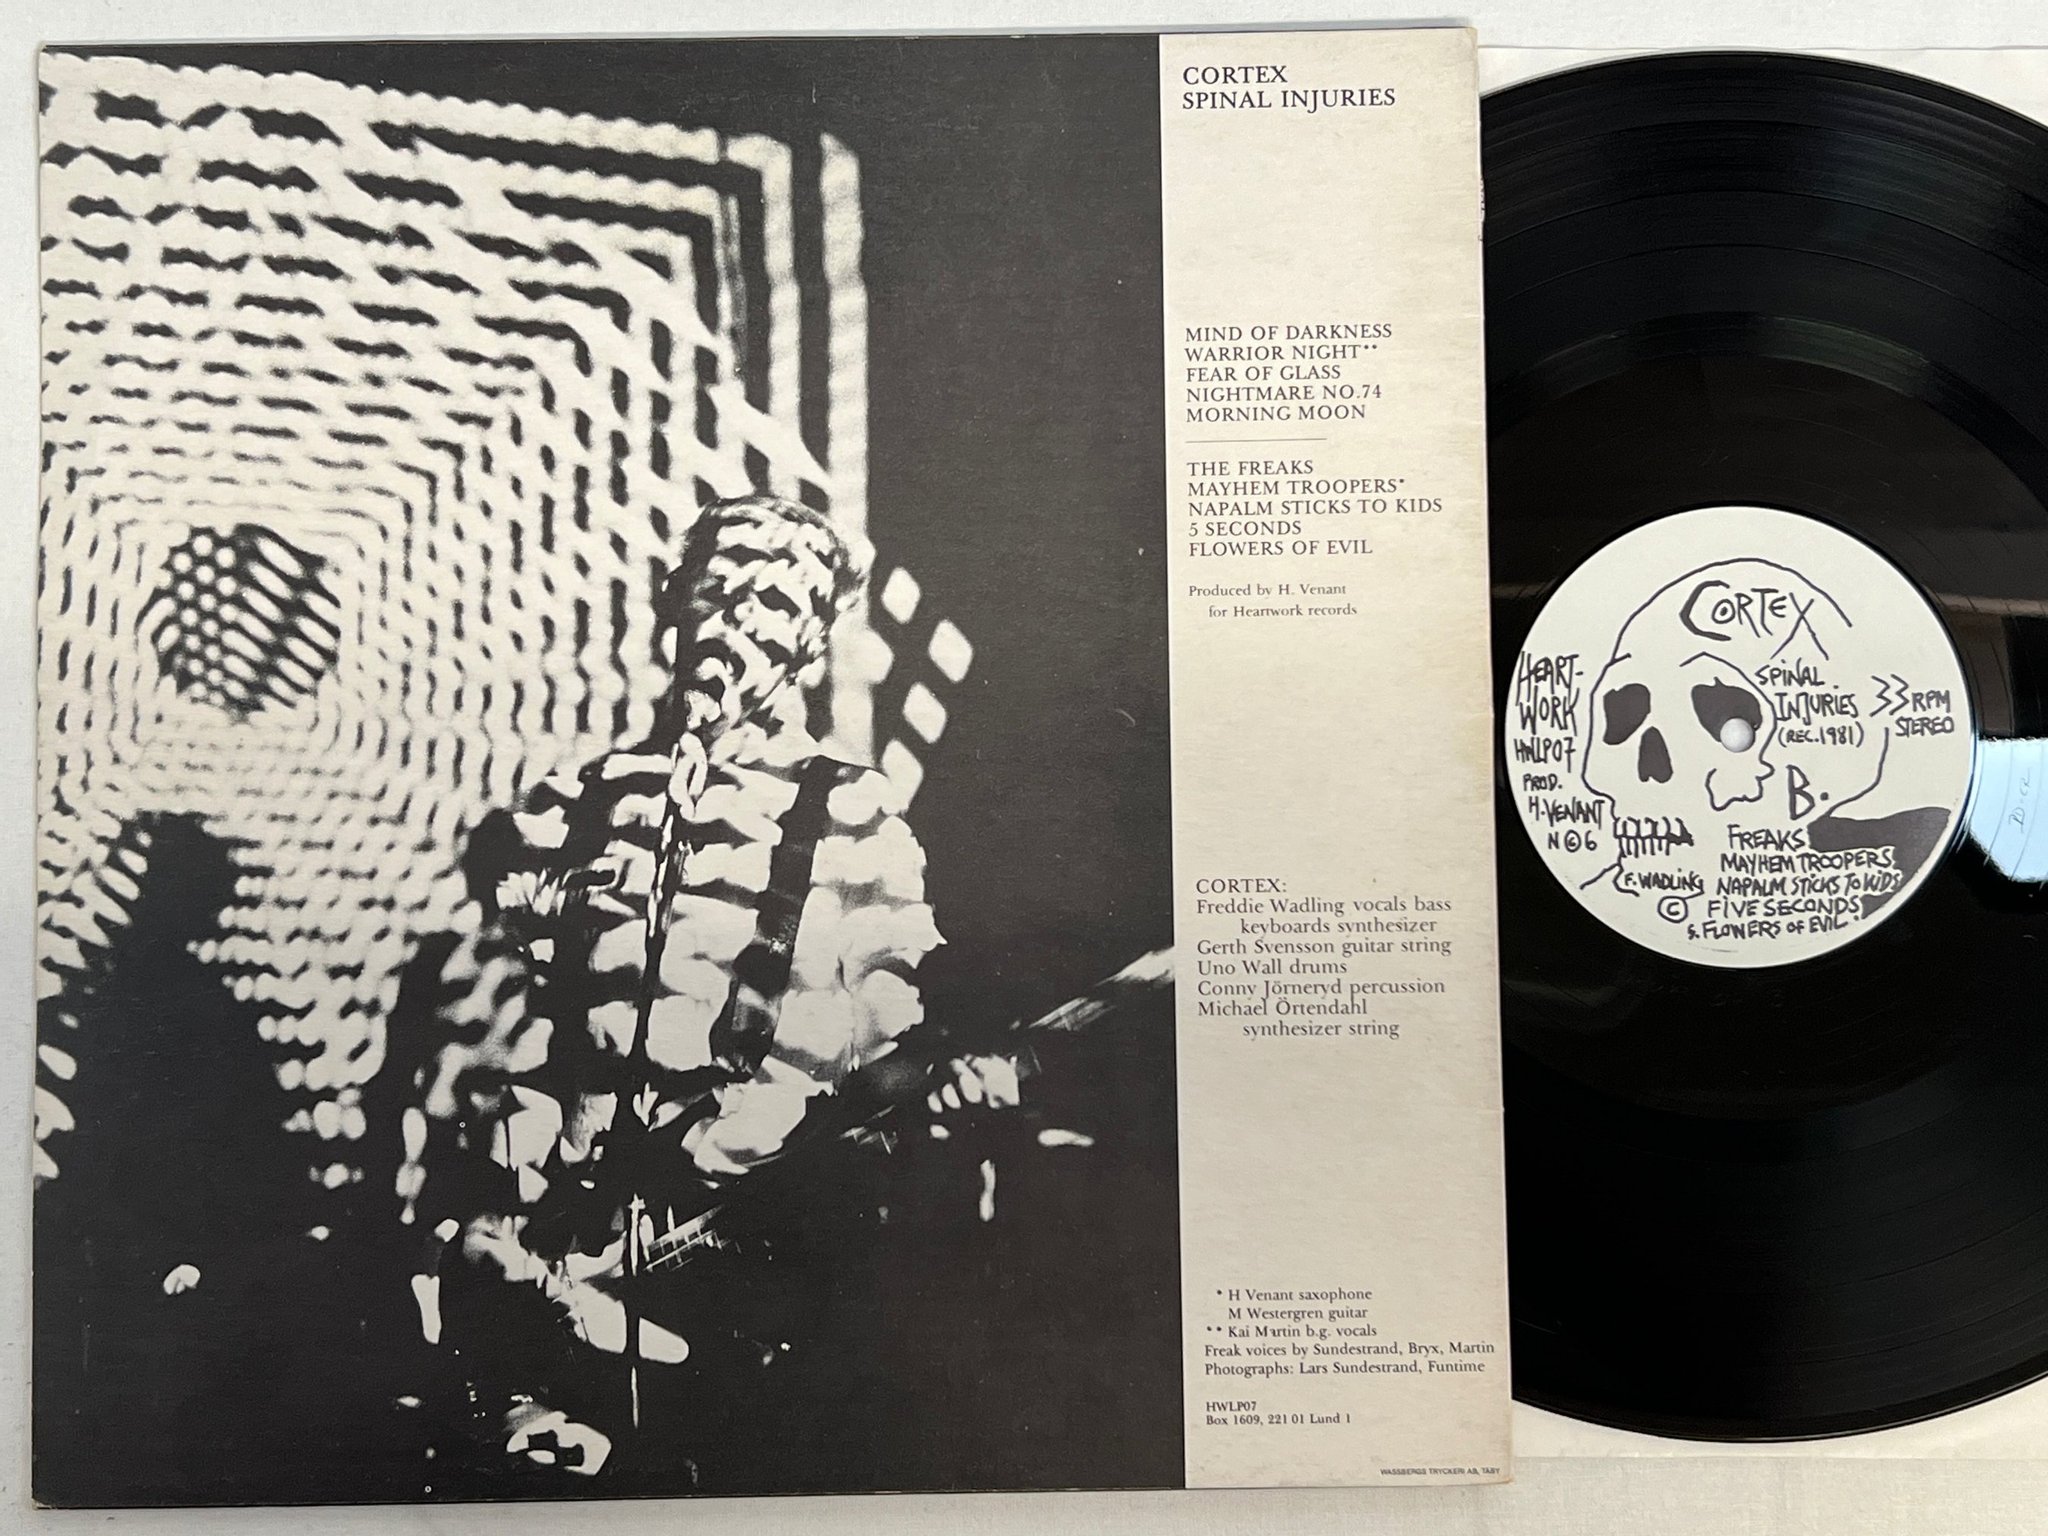 CORTEX
SPINAL INJURIES
MIND OF DARKNESS
WARRIOR NIGHT**
FEAR OF GLASS
NIGHTMARE NO.74
MORNING MOON
THE FREAKS
MAYHEM TROOPERS*
NAPALM STICKS TO KIDS
5 SECONDS
FLOWERS OF EVIL
Produced by H. Venant
for Heartwork records
CORTEX:
Freddie Wadling vocals bass
keyboards synthesizer
Gerth Svensson guitar string
Uno Wall drums
Conny Jörneryd percussion
Michael Örtendahl
synthesizer string
* H Venant saxophone
M Westergren guitar
** Kai Martin b.g. vocals
Freak voices by Sundestrand, Bryx, Martin
Photographs: Lars Sundestrand, Funtime
HWLP07
Box 1609, 221 01 Lund 1
WASSBERGS TRYCKERI AB, TÄBY
CORTEX
SPINAL
INJURIES
(REC. 1981)
33 RPM
STEREO
HEART-
WORK
HWLP07
PROD.
H. VENANT
N©6
B.
F. WADLING
FREAKS
MAYHEM TROOPERS
NAPALM STICKS TO KIDS
© FIVE SECONDS
5. FLOWERS OF EVIL.